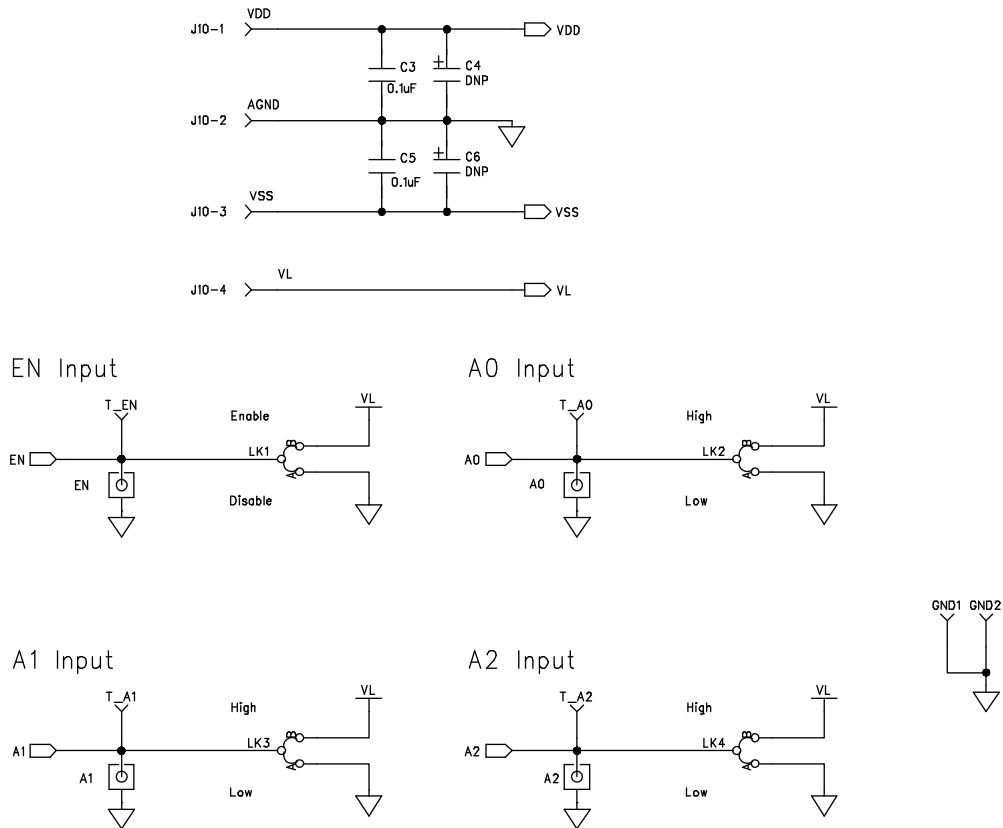 VDD
J10-1
VDD
C3
0.1uF
+
C4
DNP
AGND
J10-2
C5
0.1uF
+
C6
DNP
VSS
J10-3
VSS
VL
J10-4
VL
EN Input
T_EN
Enable
VL
EN
LK1
B
A
EN
Disable
A0 Input
T_A0
High
VL
A0
LK2
B
A
A0
Low
GND1 GND2
A1 Input
T_A1
High
VL
A1
LK3
B
A
A1
Low
A2 Input
T_A2
High
VL
A2
LK4
B
A
A2
Low